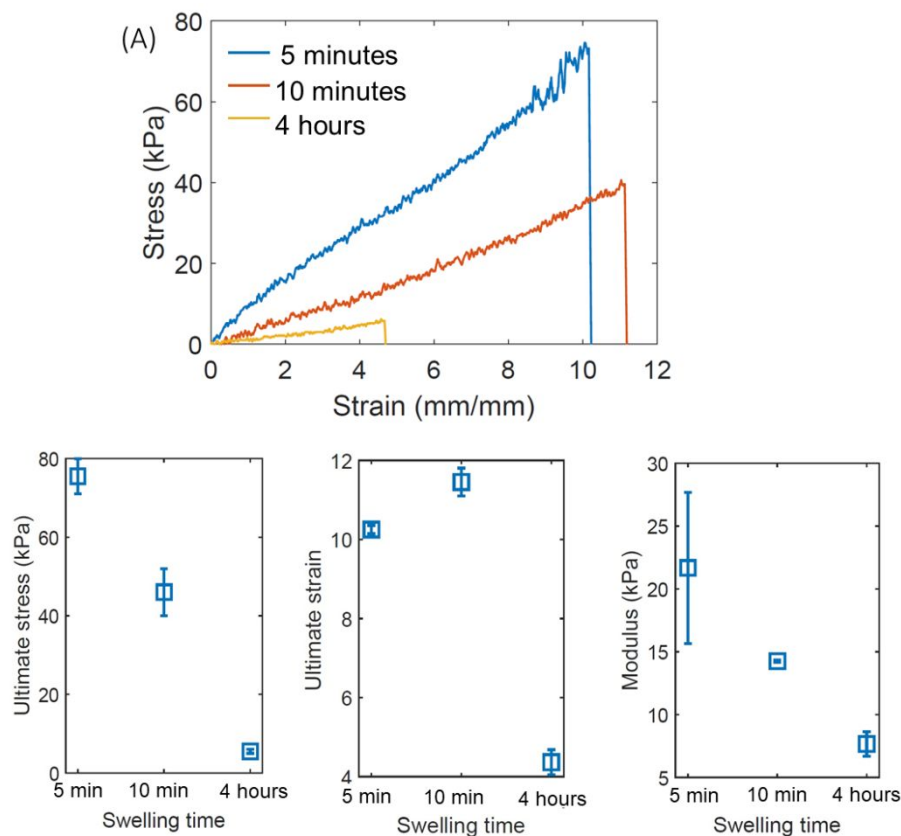 (A)
5 minutes
10 minutes
4 hours
Stress (kPa)
80
60
40
20
0
0 2 4 6 8 10 12
Strain (mm/mm)
Ultimate stress (kPa)
80
60
40
20
0
5 min 10 min 4 hours
Swelling time
Ultimate strain
12
10
8
6
4
5 min 10 min 4 hours
Swelling time
Modulus (kPa)
30
25
20
15
10
5
5 min 10 min 4 hours
Swelling time